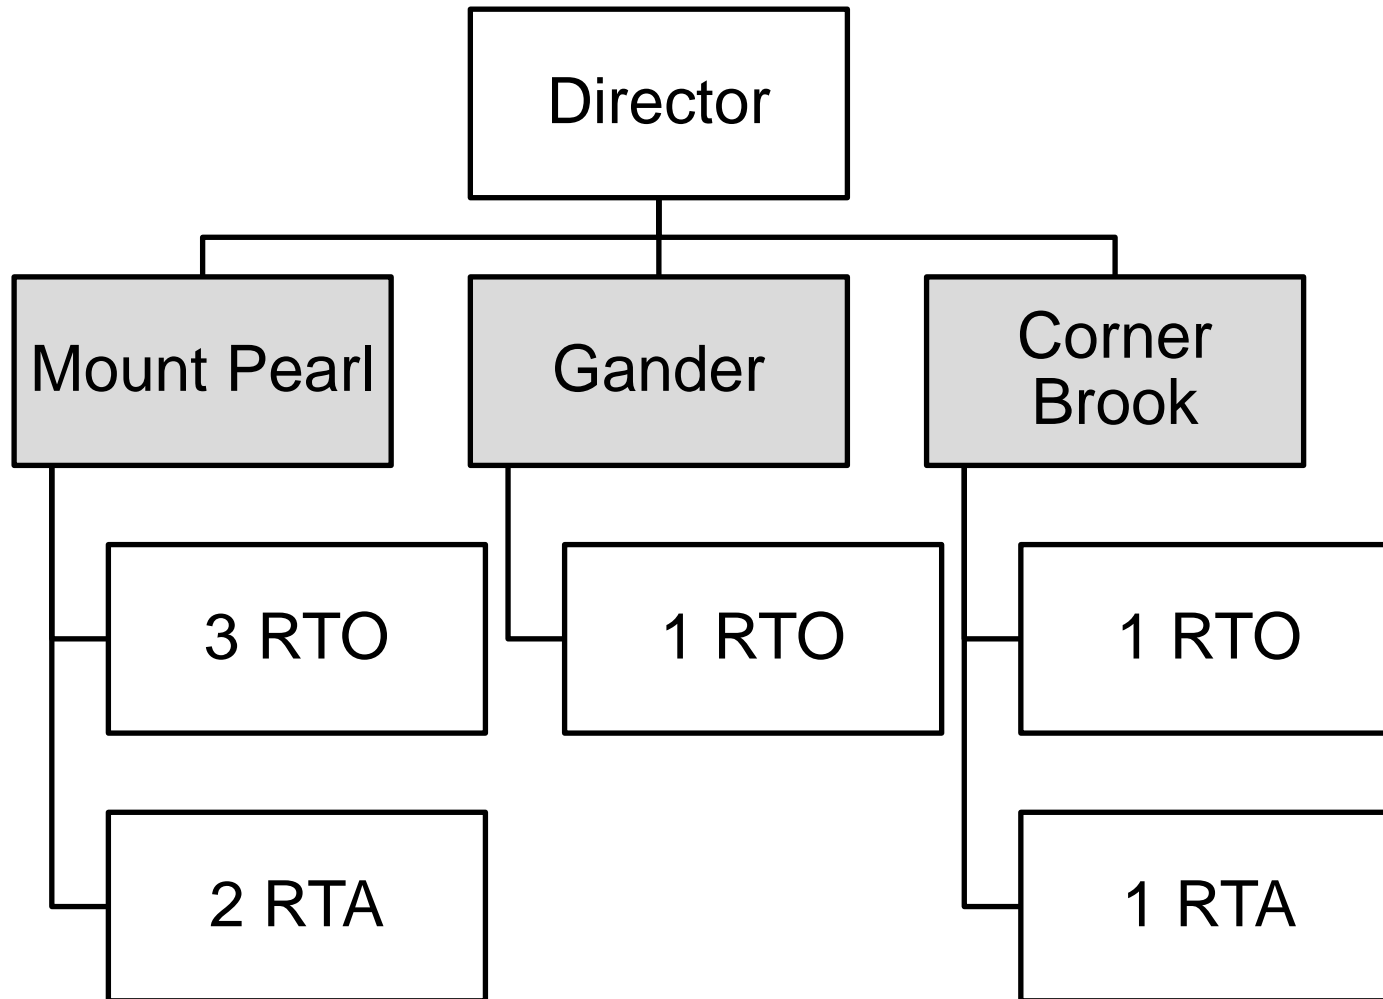 Director
Mount Pearl
Gander
Corner
Brook
3 RTO
1 RTO
1 RTO
2 RTA
1 RTA